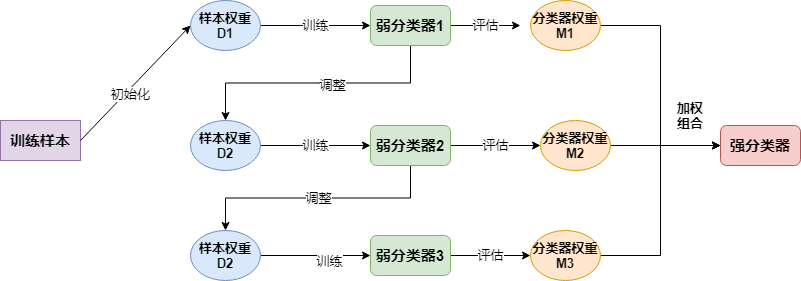 样本权重
D1
训练
弱分类器1
评估
分类器权重
M1
初始化
调整
训练样本
样本权重
D2
训练
弱分类器2
评估
分类器权重
M2
加权
组合
强分类器
调整
样本权重
D2
训练
弱分类器3
评估
分类器权重
M3